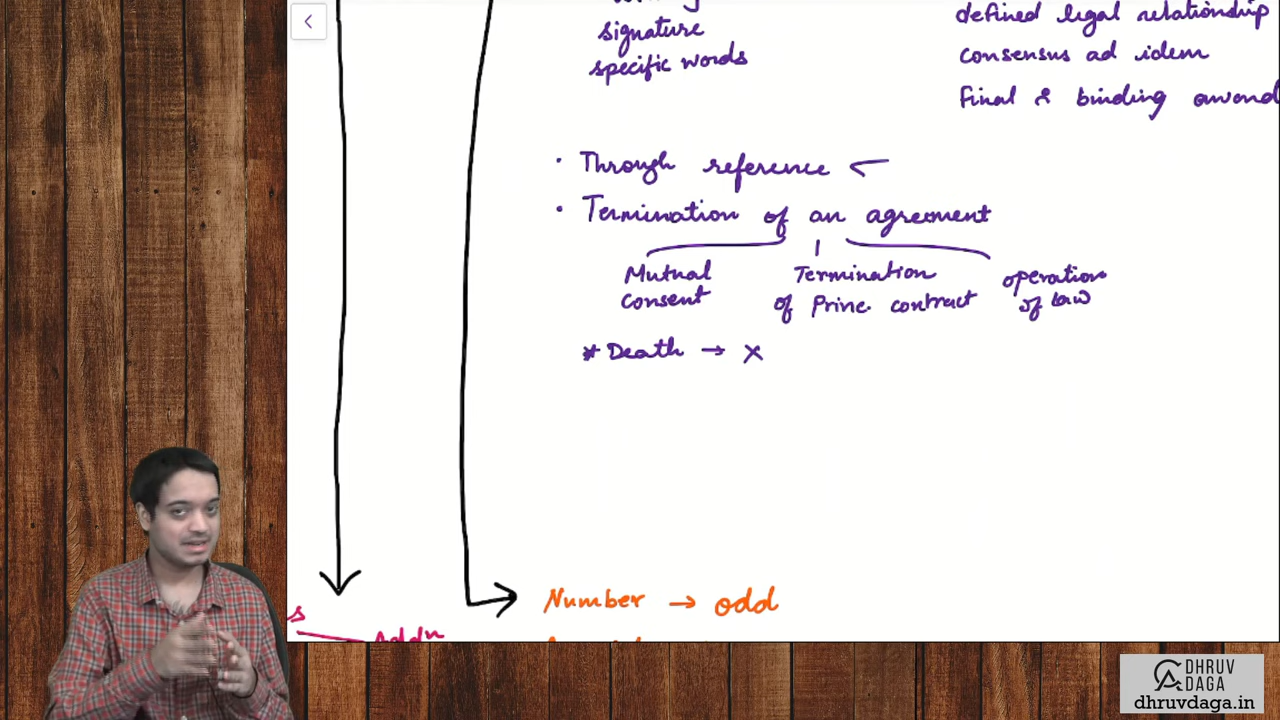 signature
specific words
defined legal relationship
consensus ad idem
final & binding award
• Through reference
• Termination of an agreement
Mutual consent
Termination of Princ. contract
operation of law
* Death → x
Number → odd
s
Addn
DHRUV
DAGA
dhruvdaga.in